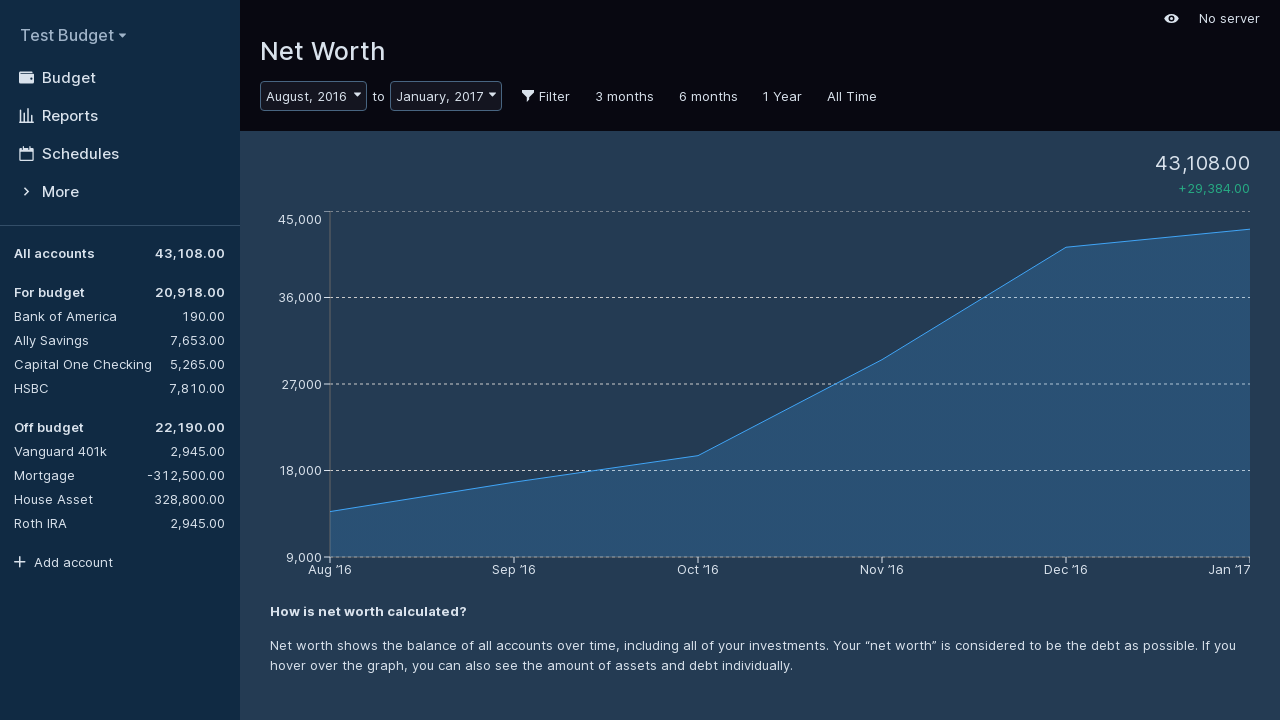 Test Budget
Budget
Reports
Schedules
More
All accounts 43,108.00
For budget 20,918.00
Bank of America 190.00
Ally Savings 7,653.00
Capital One Checking 5,265.00
HSBC 7,810.00
Off budget 22,190.00
Vanguard 401k 2,945.00
Mortgage -312,500.00
House Asset 328,800.00
Roth IRA 2,945.00
Add account
No server
Net Worth
August, 2016 to January, 2017 Filter 3 months 6 months 1 Year All Time
43,108.00
+29,384.00
45,000
36,000
27,000
18,000
9,000
Aug ’16 Sep ’16 Oct ’16 Nov ’16 Dec ’16 Jan ’17
How is net worth calculated?
Net worth shows the balance of all accounts over time, including all of your investments. Your “net worth” is considered to be the debt as possible. If you
hover over the graph, you can also see the amount of assets and debt individually.